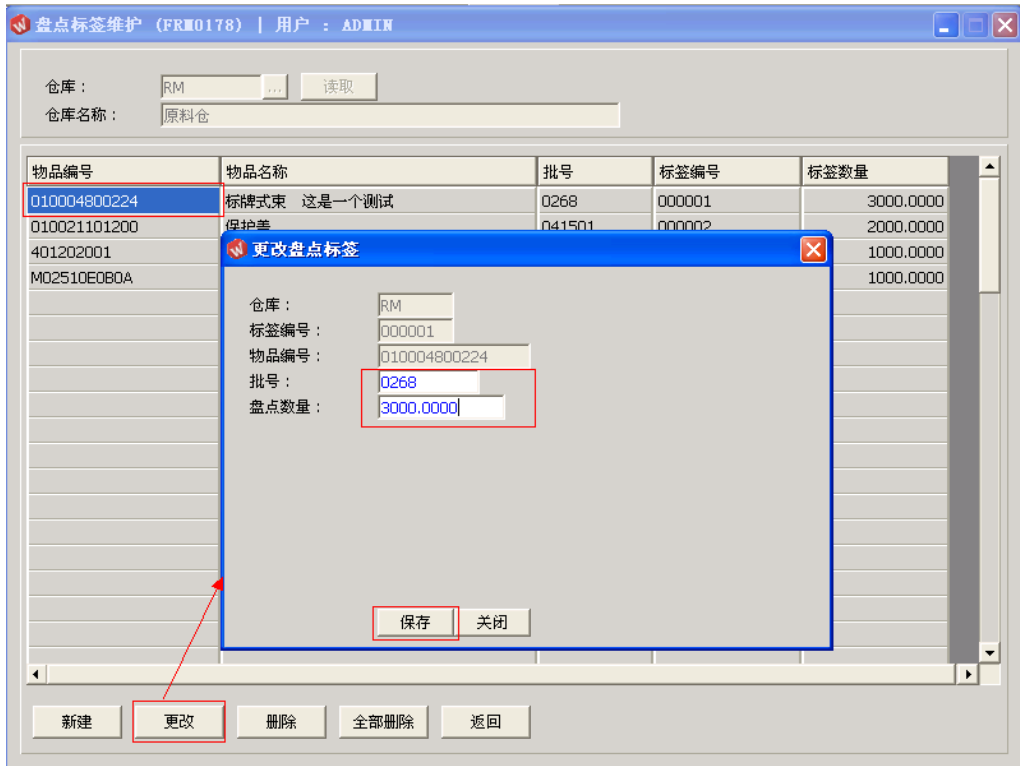 盘点标签维护 (FRM0178) | 用户 : ADMIN
仓库： RM ... 读取
仓库名称： 原料仓
物品编号 物品名称 批号 标签编号 标签数量
010004800224 标牌式束 这是一个测试 0268 000001 3000.0000
010021101200 保护盖 041501 000002 2000.0000
401202001 1000.0000
M02510E0B0A 1000.0000
更改盘点标签
仓库： RM
标签编号： 000001
物品编号： 010004800224
批号： 0268
盘点数量： 3000.0000
保存 关闭
新建 更改 删除 全部删除 返回